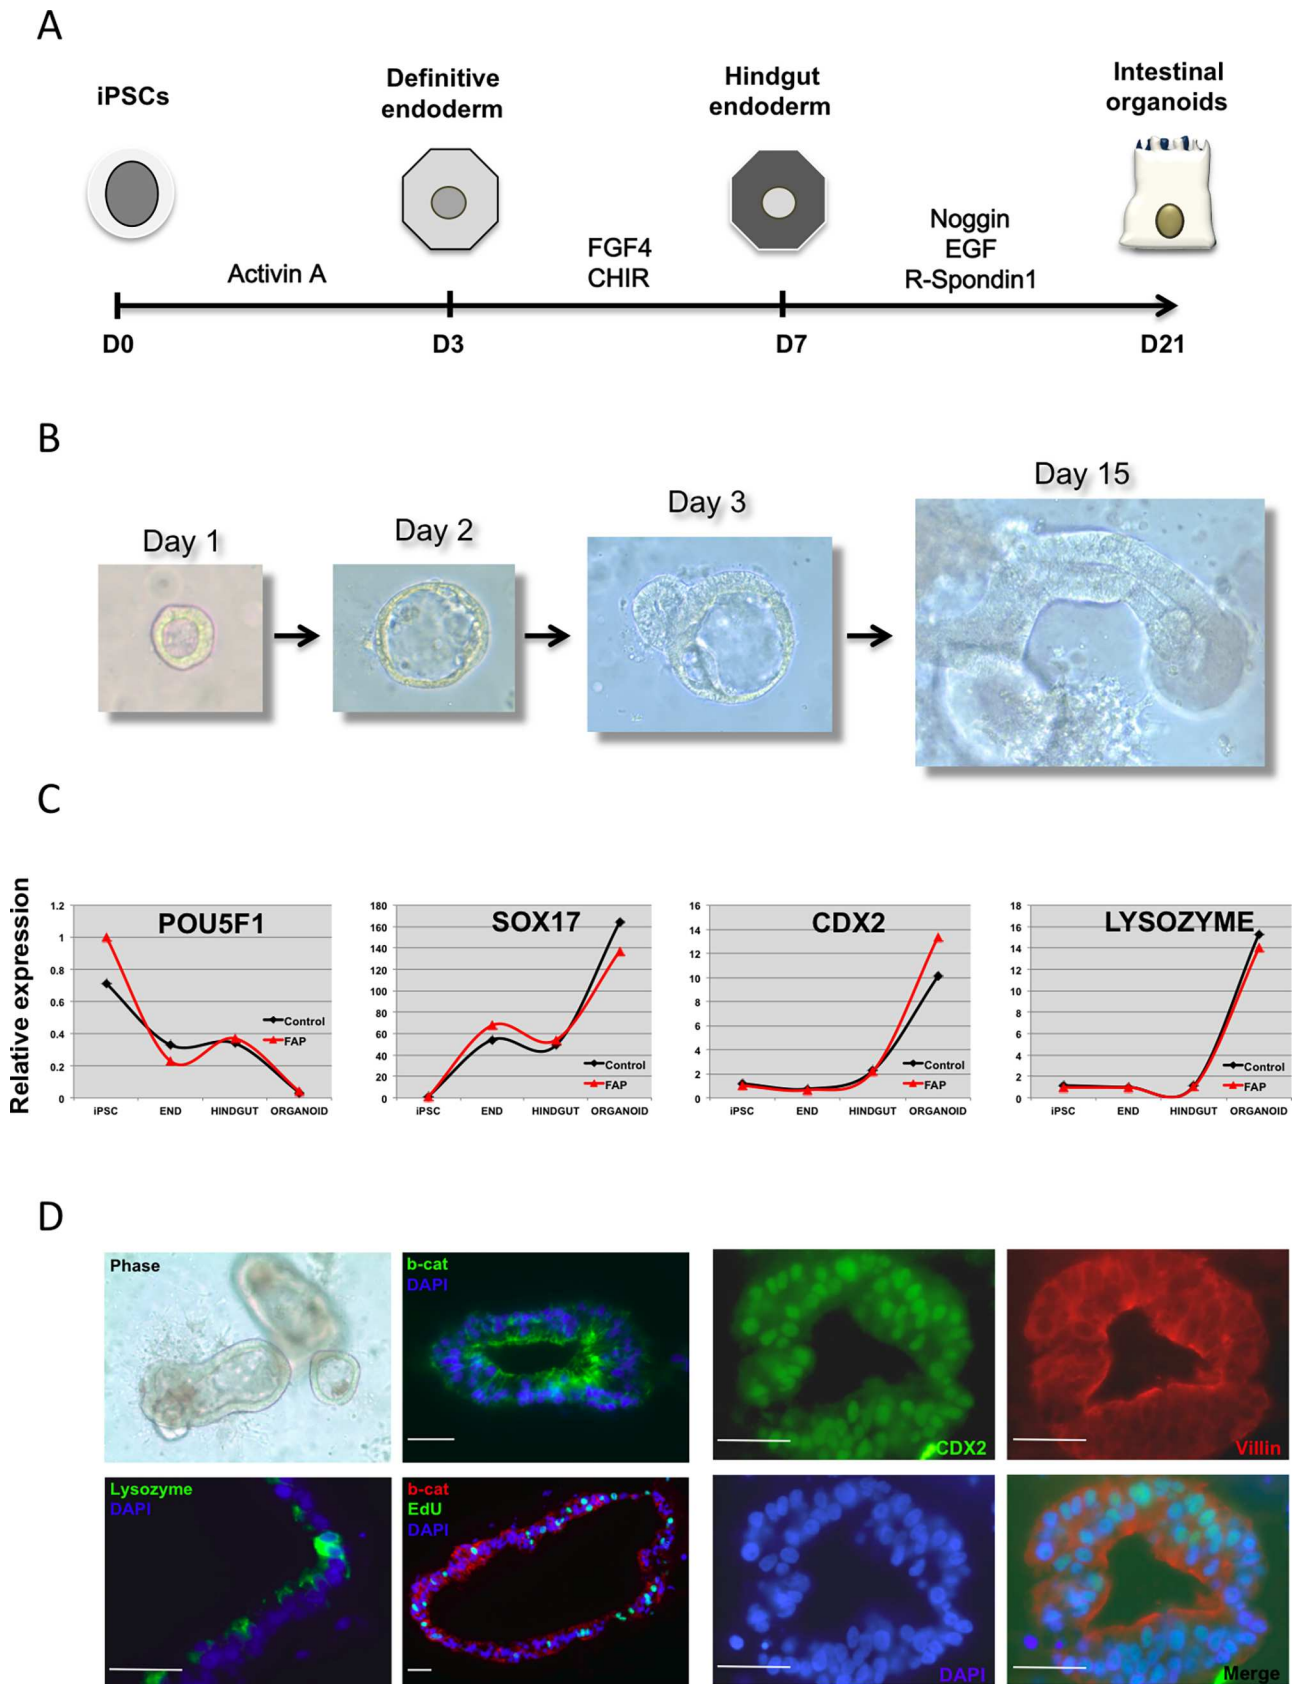 A
iPSCs
Definitive
endoderm
Hindgut
endoderm
Intestinal
organoids
Activin A
FGF4
CHIR
Noggin
EGF
R-Spondin1
D0
D3
D7
D21
B
Day 1
Day 2
Day 3
Day 15
C
Relative expression
POU5F1
1.2
1
0.8
0.6
0.4
0.2
0
Control
FAP
iPSC
END
HINDGUT
ORGANOID
SOX17
180
160
140
120
100
80
60
40
20
0
Control
FAP
iPSC
END
HINDGUT
ORGANOID
CDX2
16
14
12
10
8
6
4
2
0
Control
FAP
iPSC
END
HINDGUT
ORGANOID
LYSOZYME
18
16
14
12
10
8
6
4
2
0
Control
FAP
iPSC
END
HINDGUT
ORGANOID
D
Phase
b-cat
DAPI
CDX2
Villin
Lysozyme
DAPI
b-cat
EdU
DAPI
DAPI
Merge